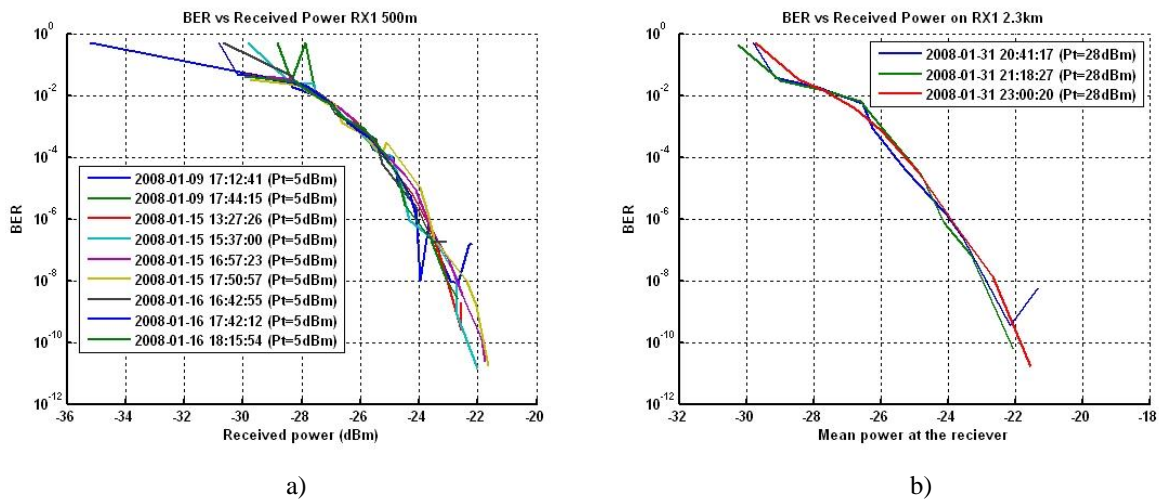 BER vs Received Power RX1 500m
10^0
10^-2
10^-4
10^-6
10^-8
10^-10
10^-12
BER
2008-01-09 17:12:41 (Pt=5dBm)
2008-01-09 17:44:15 (Pt=5dBm)
2008-01-15 13:27:26 (Pt=5dBm)
2008-01-15 15:37:00 (Pt=5dBm)
2008-01-15 16:57:23 (Pt=5dBm)
2008-01-15 17:50:57 (Pt=5dBm)
2008-01-16 16:42:55 (Pt=5dBm)
2008-01-16 17:42:12 (Pt=5dBm)
2008-01-16 18:15:54 (Pt=5dBm)
-36 -34 -32 -30 -28 -26 -24 -22 -20
Received power (dBm)
a)
BER vs Received Power on RX1 2.3km
10^0
10^-2
10^-4
10^-6
10^-8
10^-10
10^-12
BER
2008-01-31 20:41:17 (Pt=28dBm)
2008-01-31 21:18:27 (Pt=28dBm)
2008-01-31 23:00:20 (Pt=28dBm)
-32 -30 -28 -26 -24 -22 -20 -18
Mean power at the reciever
b)